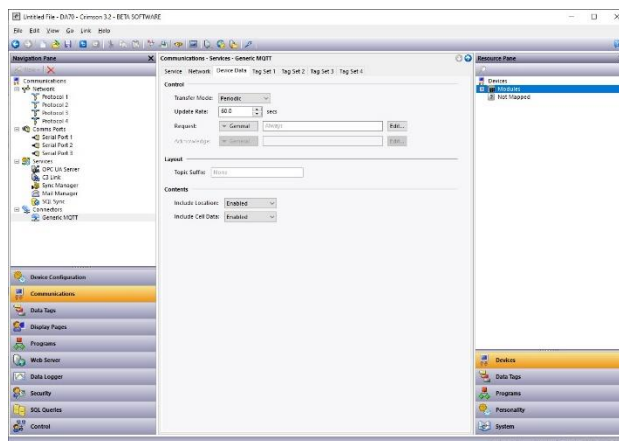 Untitled File - DA70 - Crimson 3.2 - BETA SOFTWARE
File Edit View Go Link Help
Navigation Pane
Communications
Network
Protocol 1
Protocol 2
Protocol 3
Protocol 4
Comms Ports
Serial Port 1
Serial Port 2
Serial Port 3
Services
OPC UA Server
C3 Link
Sync Manager
Mail Manager
SQL Sync
Connectors
Generic MQTT
Device Configuration
Communications
Data Tags
Display Pages
Programs
Web Server
Data Logger
Security
SQL Queries
Control
Communications - Services - Generic MQTT
Service Network Device Data Tag Set 1 Tag Set 2 Tag Set 3 Tag Set 4
Control
Transfer Mode: Periodic
Update Rate: 60.0 secs
Request: General Always Edit...
Acknowledge: General Edit...
Layout
Topic Suffix: None
Contents
Include Location: Enabled
Include Cell Data: Enabled
Resource Pane
Devices
Modules
Not Mapped
Devices
Data Tags
Programs
Personality
System